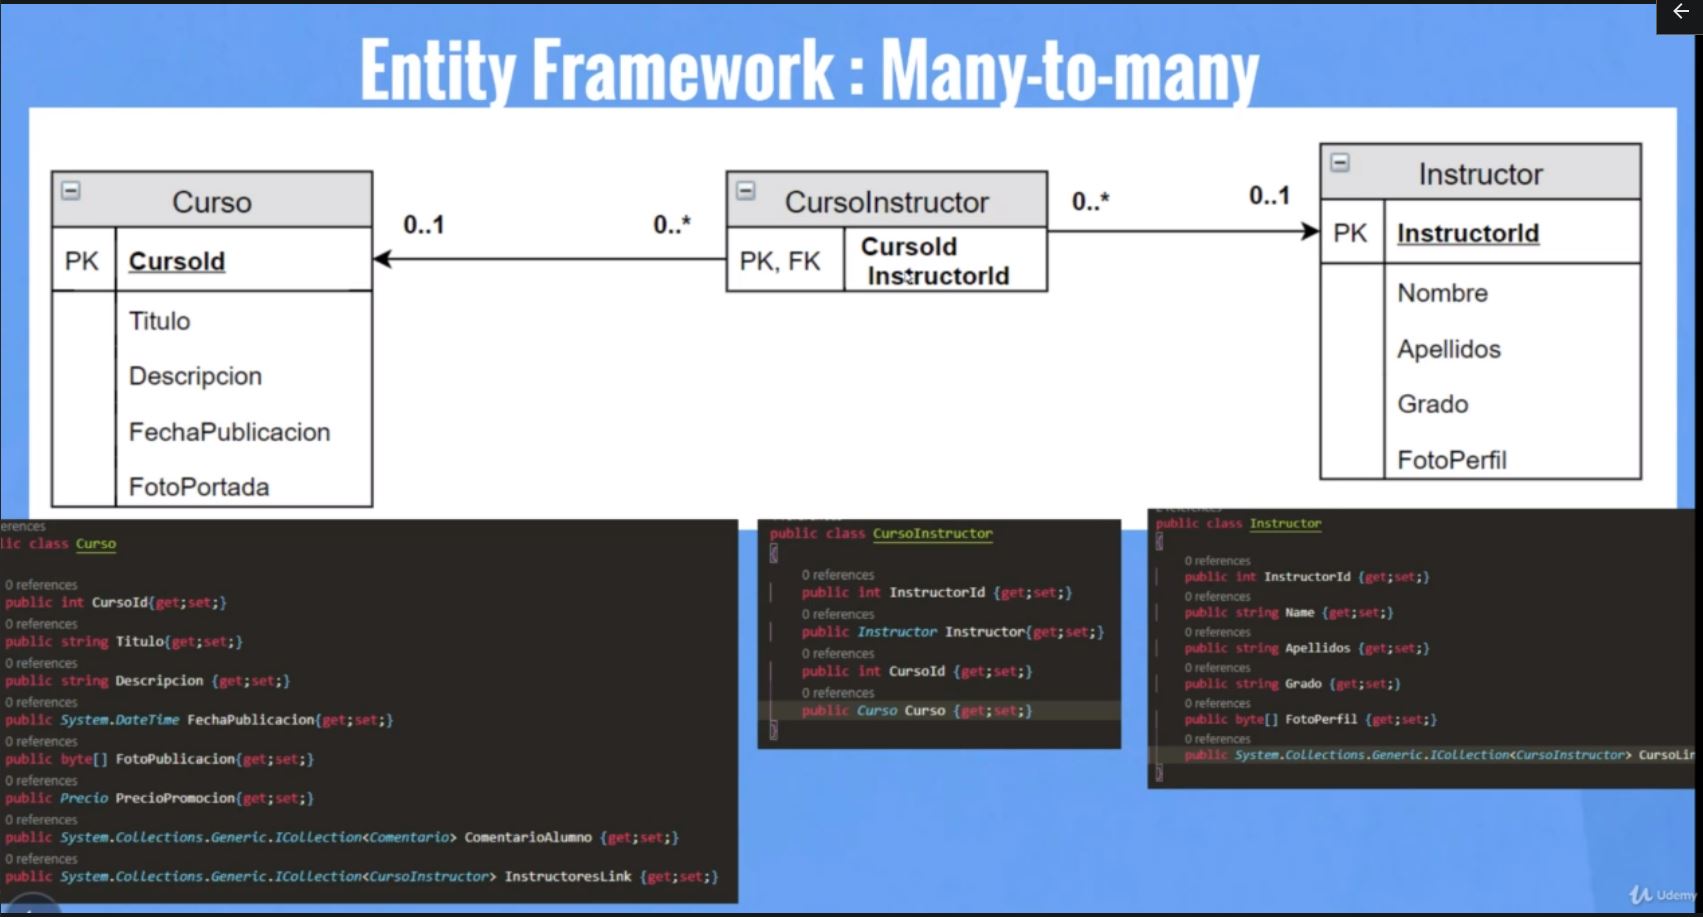 Entity Framework : Many-to-many
Curso
PK CursoId
Titulo
Descripcion
FechaPublicacion
FotoPortada
0..1
0..*
CursoInstructor
PK, FK
CursoId
InstructorId
0..*
0..1
Instructor
PK InstructorId
Nombre
Apellidos
Grado
FotoPerfil
erences
lic class Curso
0 references
public int CursoId{get;set;}
0 references
public string Titulo{get;set;}
0 references
public string Descripcion {get;set;}
0 references
public System.DateTime FechaPublicacion{get;set;}
0 references
public byte[] FotoPublicacion{get;set;}
0 references
public Precio PrecioPromocion{get;set;}
0 references
public System.Collections.Generic.ICollection<Comentario> ComentarioAlumno {get;set;}
0 references
public System.Collections.Generic.ICollection<CursoInstructor> InstructoresLink {get;set;}
public class CursoInstructor
{
0 references
public int InstructorId {get;set;}
0 references
public Instructor Instructor{get;set;}
0 references
public int CursoId {get;set;}
0 references
public Curso Curso {get;set;}
}
public class Instructor
{
0 references
public int InstructorId {get;set;}
0 references
public string Name {get;set;}
0 references
public string Apellidos {get;set;}
0 references
public string Grado {get;set;}
0 references
public byte[] FotoPerfil {get;set;}
0 references
public System.Collections.Generic.ICollection<CursoInstructor> CursoLin
}
Udemy